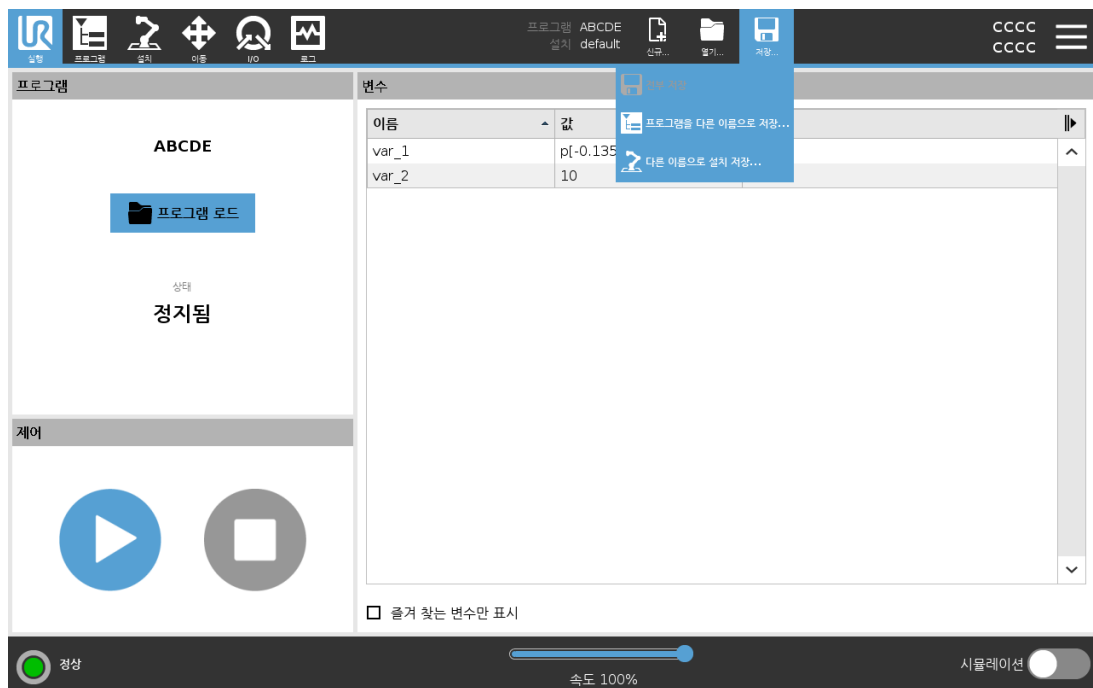 UR
실행
프로그램
설치
이동
I/O
로그
프로그램 ABCDE
설치 default
신규...
열기...
저장...
CCCC
CCCC
전부 저장
프로그램을 다른 이름으로 저장...
다른 이름으로 설치 저장...
프로그램
ABCDE
프로그램 로드
상태
정지됨
제어
변수
이름 값
var_1 p[-0.135
var_2 10
즐겨 찾는 변수만 표시
정상
속도 100%
시뮬레이션